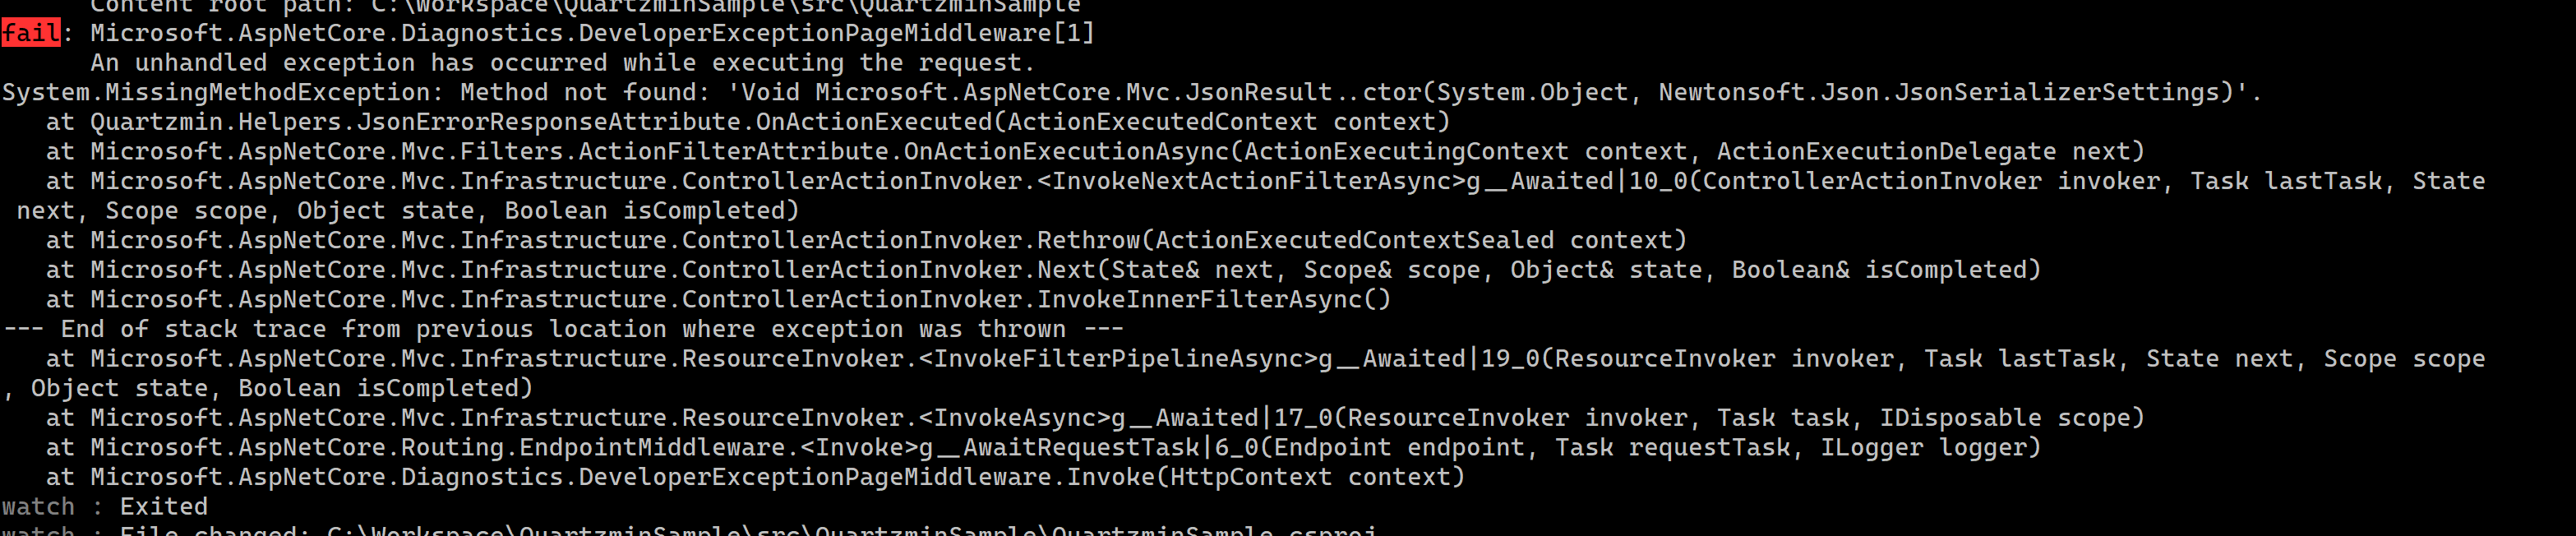 Content root path: C:\Workspace\QuartzminSample\src\QuartzminSample
fail: Microsoft.AspNetCore.Diagnostics.DeveloperExceptionPageMiddleware[1]
An unhandled exception has occurred while executing the request.
System.MissingMethodException: Method not found: 'Void Microsoft.AspNetCore.Mvc.JsonResult..ctor(System.Object, Newtonsoft.Json.JsonSerializerSettings)'.
at Quartzmin.Helpers.JsonErrorResponseAttribute.OnActionExecuted(ActionExecutedContext context)
at Microsoft.AspNetCore.Mvc.Filters.ActionFilterAttribute.OnActionExecutionAsync(ActionExecutingContext context, ActionExecutionDelegate next)
at Microsoft.AspNetCore.Mvc.Infrastructure.ControllerActionInvoker.<InvokeNextActionFilterAsync>g__Awaited|10_0(ControllerActionInvoker invoker, Task lastTask, State
next, Scope scope, Object state, Boolean isCompleted)
at Microsoft.AspNetCore.Mvc.Infrastructure.ControllerActionInvoker.Rethrow(ActionExecutedContextSealed context)
at Microsoft.AspNetCore.Mvc.Infrastructure.ControllerActionInvoker.Next(State& next, Scope& scope, Object& state, Boolean& isCompleted)
at Microsoft.AspNetCore.Mvc.Infrastructure.ControllerActionInvoker.InvokeInnerFilterAsync()
--- End of stack trace from previous location where exception was thrown ---
at Microsoft.AspNetCore.Mvc.Infrastructure.ResourceInvoker.<InvokeFilterPipelineAsync>g__Awaited|19_0(ResourceInvoker invoker, Task lastTask, State next, Scope scope
, Object state, Boolean isCompleted)
at Microsoft.AspNetCore.Mvc.Infrastructure.ResourceInvoker.<InvokeAsync>g__Awaited|17_0(ResourceInvoker invoker, Task task, IDisposable scope)
at Microsoft.AspNetCore.Routing.EndpointMiddleware.<Invoke>g__AwaitRequestTask|6_0(Endpoint endpoint, Task requestTask, ILogger logger)
at Microsoft.AspNetCore.Diagnostics.DeveloperExceptionPageMiddleware.Invoke(HttpContext context)
watch : Exited
watch : File changed: C:\Workspace\QuartzminSample\src\QuartzminSample\QuartzminSample.csproj